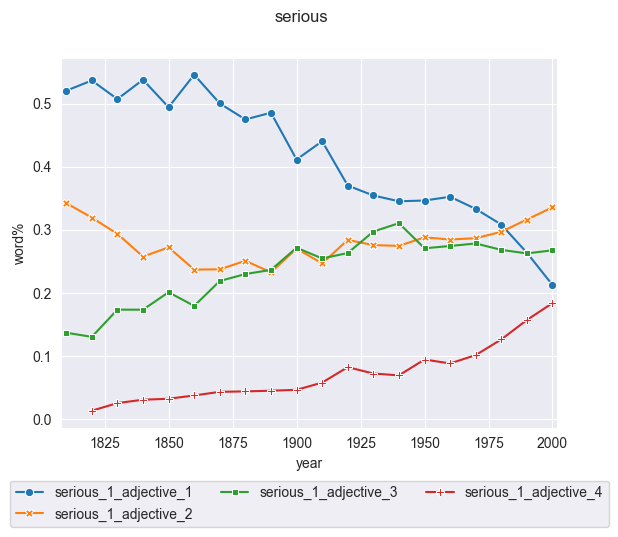 serious
0.5
0.4
0.3
0.2
0.1
0.0
word%
1825 1850 1875 1900 1925 1950 1975 2000
year
serious_1_adjective_1 serious_1_adjective_3 serious_1_adjective_4
serious_1_adjective_2